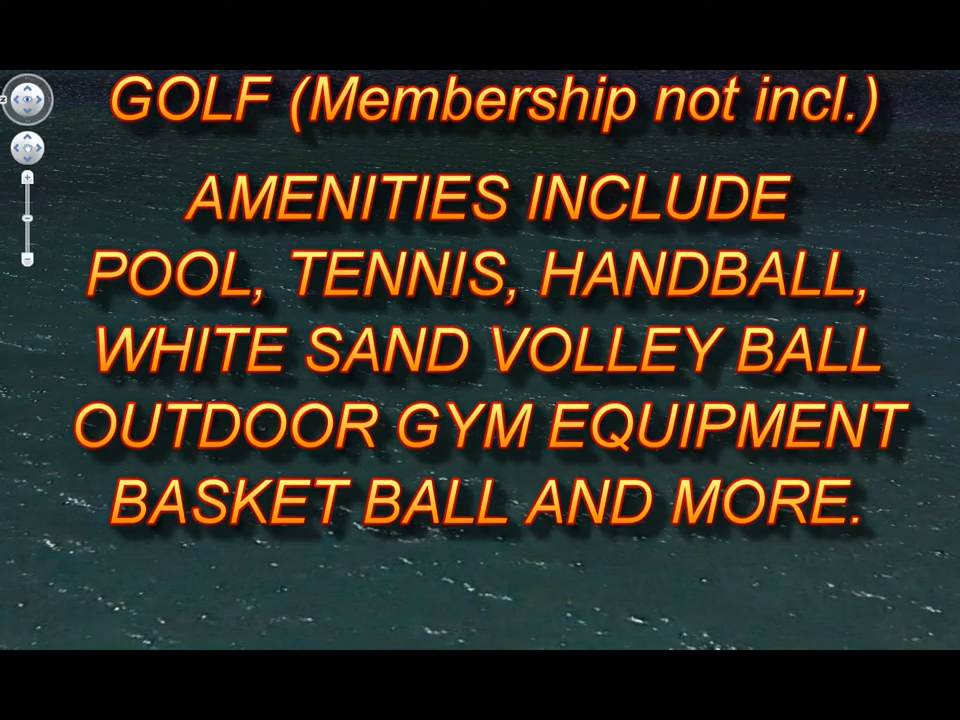 GOLF (Membership not incl.)
AMENITIES INCLUDE
POOL, TENNIS, HANDBALL,
WHITE SAND VOLLEY BALL
OUTDOOR GYM EQUIPMENT
BASKET BALL AND MORE.